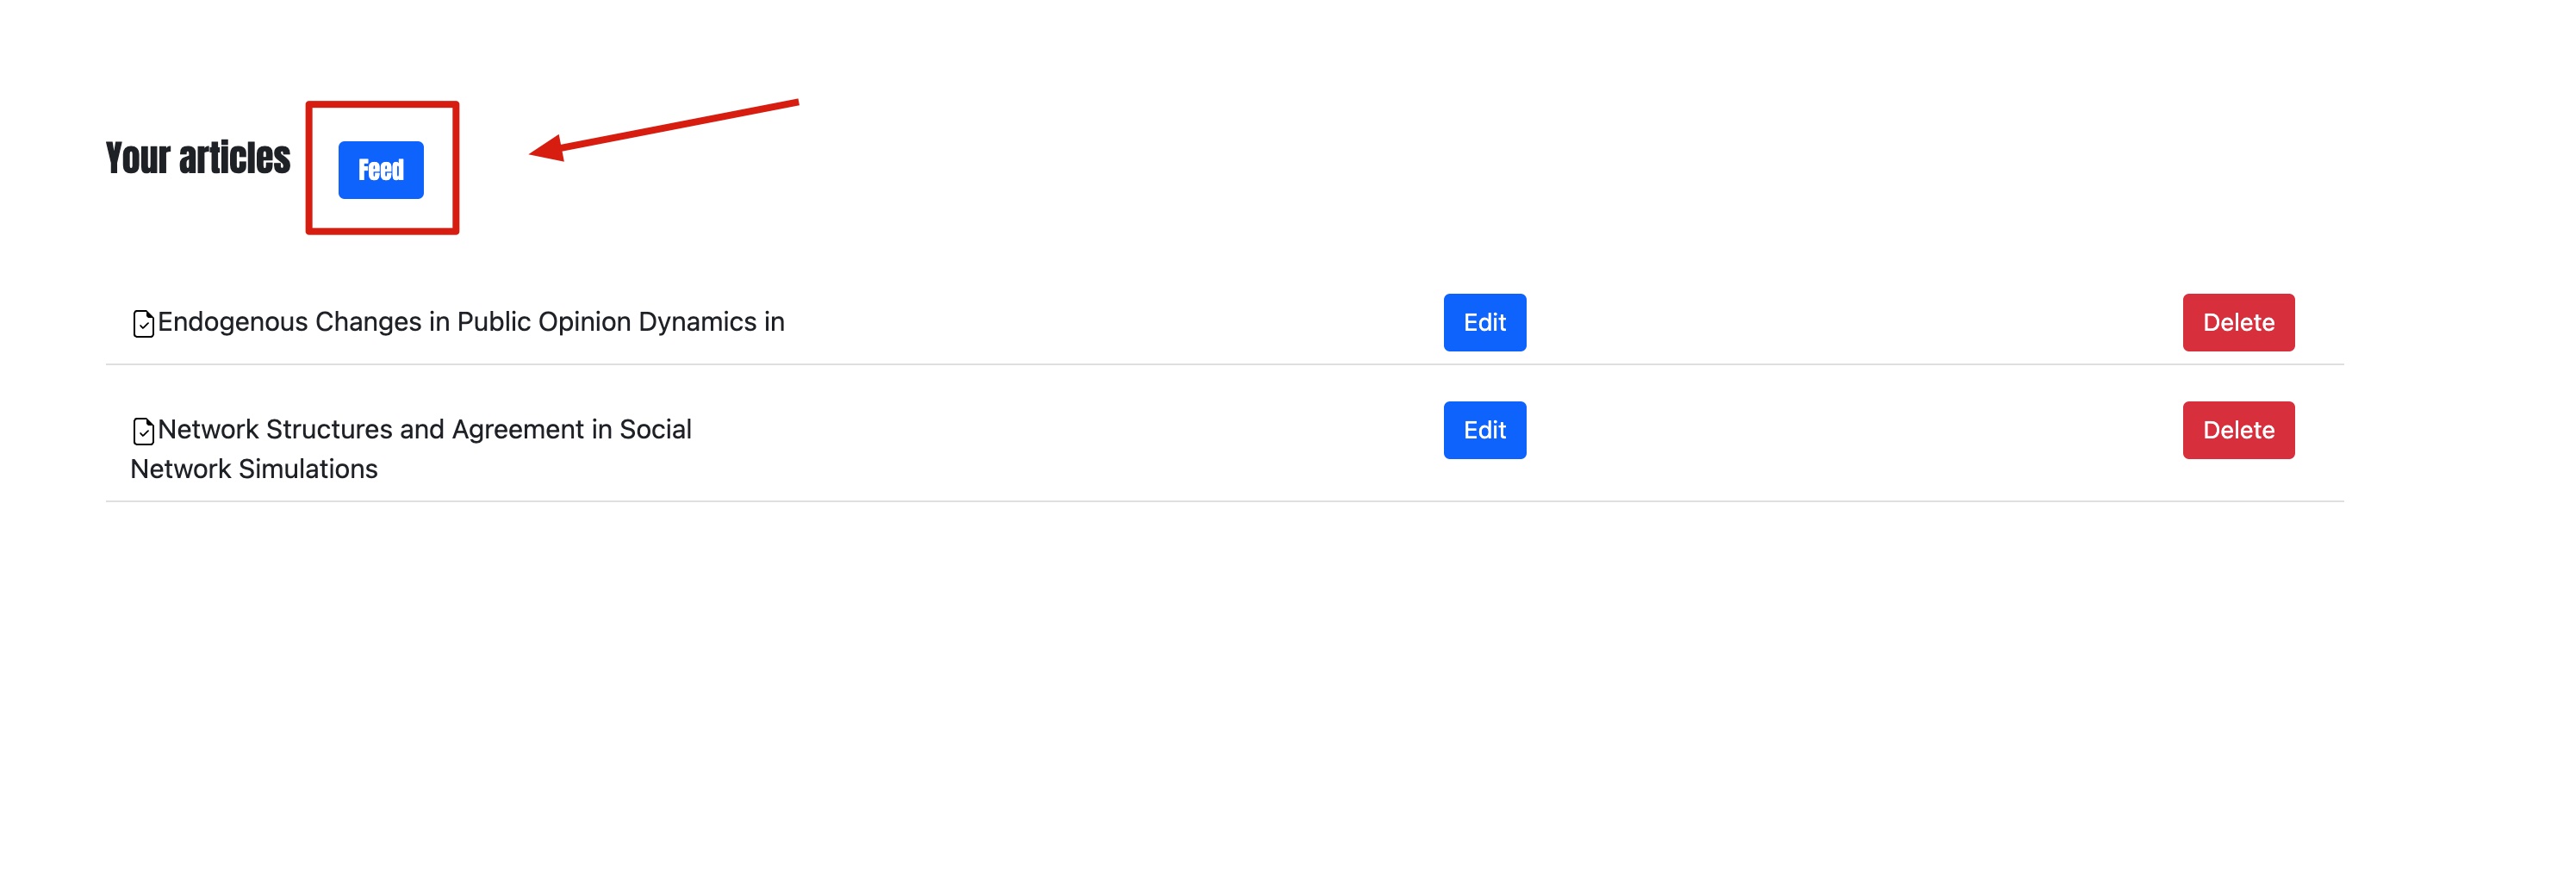 Your articles Feed
Endogenous Changes in Public Opinion Dynamics in Edit Delete
Network Structures and Agreement in Social Edit Delete
Network Simulations